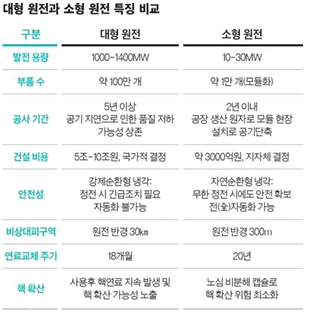 대형 원전과 소형 원전 특징 비교
구분 대형 원전 소형 원전
발전 용량 1000~1400MW 10~30MW
부품 수 약 100만 개 약 1만 개(모듈화)
공사 기간
5년 이상
공기 지연으로 인한 품질 저하
가능성 상존
2년 이내
공장 생산 원자로 모듈 현장
설치로 공기단축
건설 비용 5조~10조원, 국가적 결정 약 3000억원, 지자체 결정
안전성
강제순환형 냉각:
정전 시 긴급조치 필요
자동화 불가능
자연순환형 냉각:
무한 정전 시에도 안전 확보
전(全)자동화 가능
비상대피구역 원전 반경 30㎞ 원전 반경 300m
연료교체 주기 18개월 20년
핵 확산
사용후 핵연료 지속 발생 및
핵 확산 가능성 노출
노심 비분해 캡슐로
핵 확산 위험 최소화